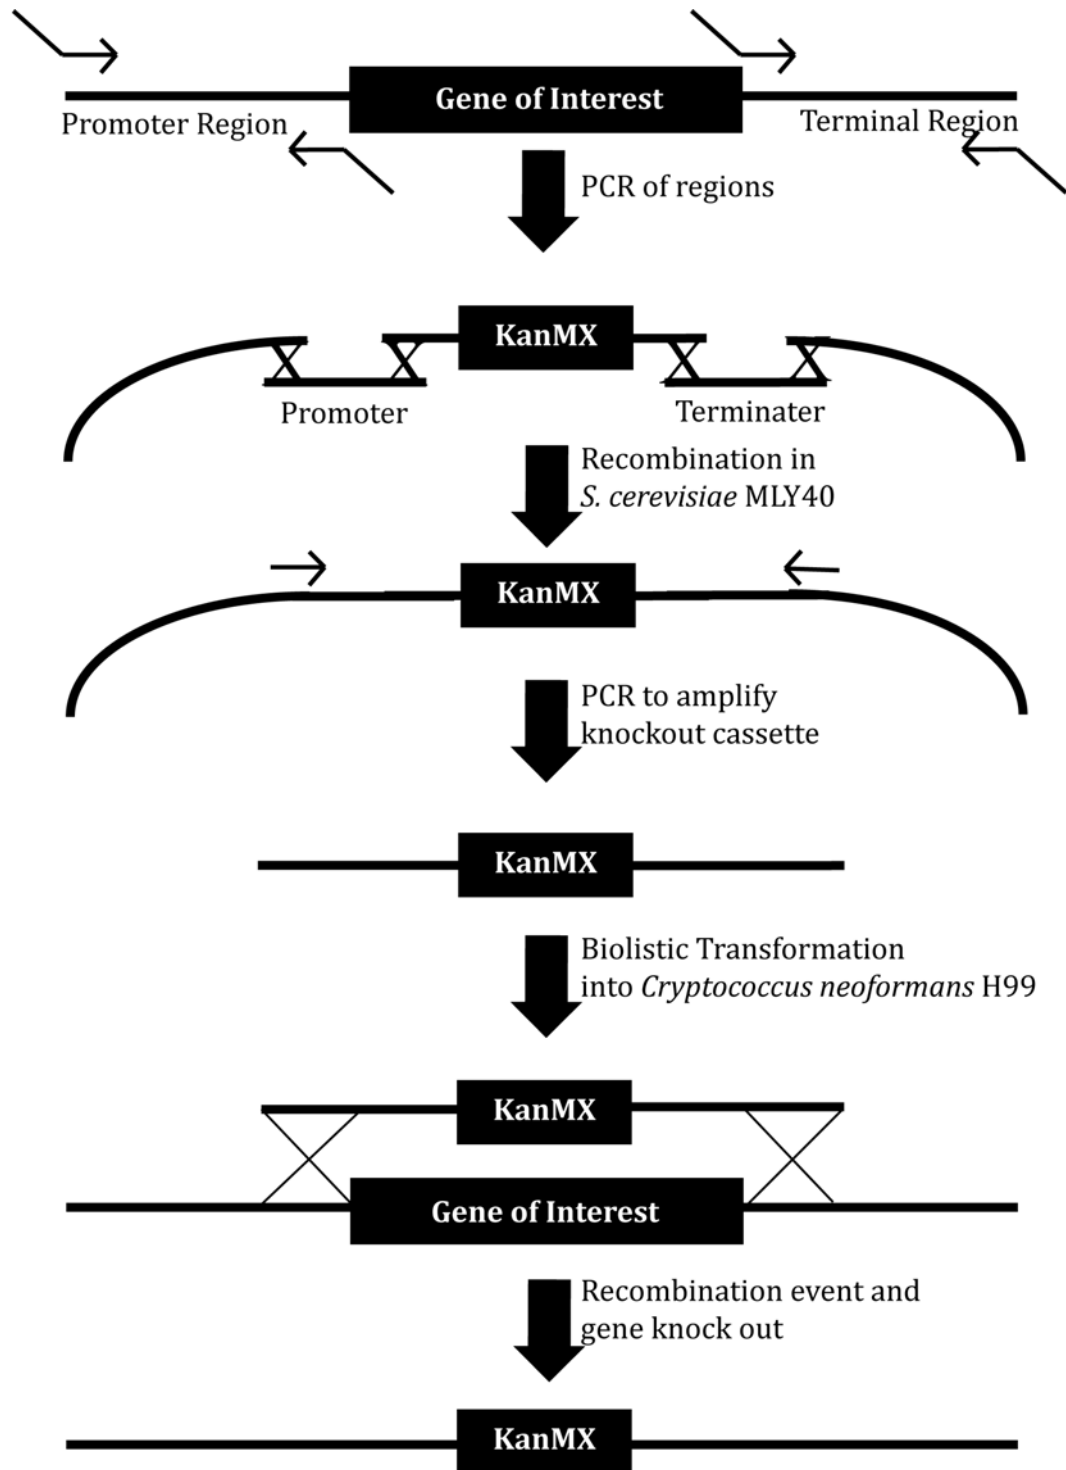 Gene of Interest
Promoter Region
Terminal Region
PCR of regions
KanMX
Promoter
Terminater
Recombination in
S. cerevisiae MLY40
KanMX
PCR to amplify
knockout cassette
KanMX
Biolistic Transformation
into Cryptococcus neoformans H99
KanMX
Gene of Interest
Recombination event and
gene knock out
KanMX